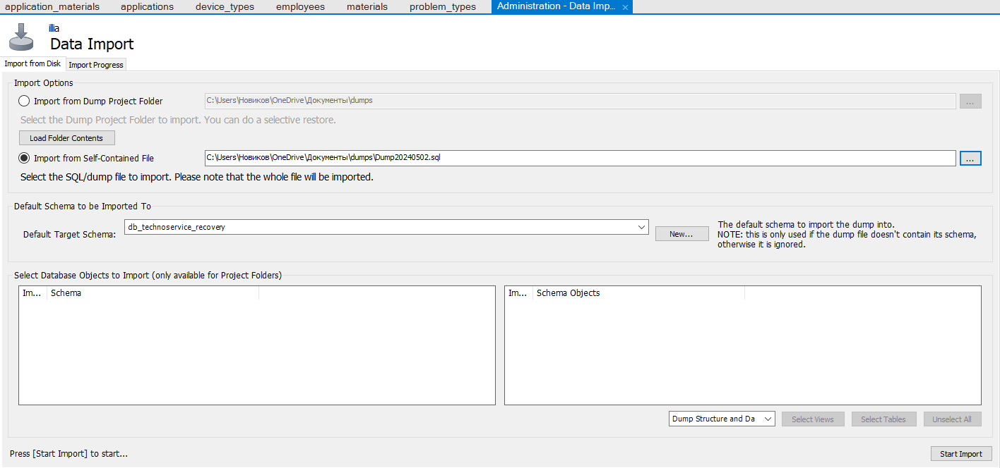 application_materials applications device_types employees materials problem_types Administration - Data Imp... ×
illia
Data Import
Import from Disk Import Progress
Import Options
Import from Dump Project Folder C:\Users\Новиков\OneDrive\Документы\dumps ...
Select the Dump Project Folder to import. You can do a selective restore.
Load Folder Contents
Import from Self-Contained File C:\Users\Новиков\OneDrive\Документы\dumps\Dump20240502.sql ...
Select the SQL/dump file to import. Please note that the whole file will be imported.
Default Schema to be Imported To
Default Target Schema: db_technoservice_recovery New... The default schema to import the dump into.
NOTE: this is only used if the dump file doesn't contain its schema,
otherwise it is ignored.
Select Database Objects to Import (only available for Project Folders)
Im... Schema Im... Schema Objects
Dump Structure and Da Select Views Select Tables Unselect All
Press [Start Import] to start... Start Import